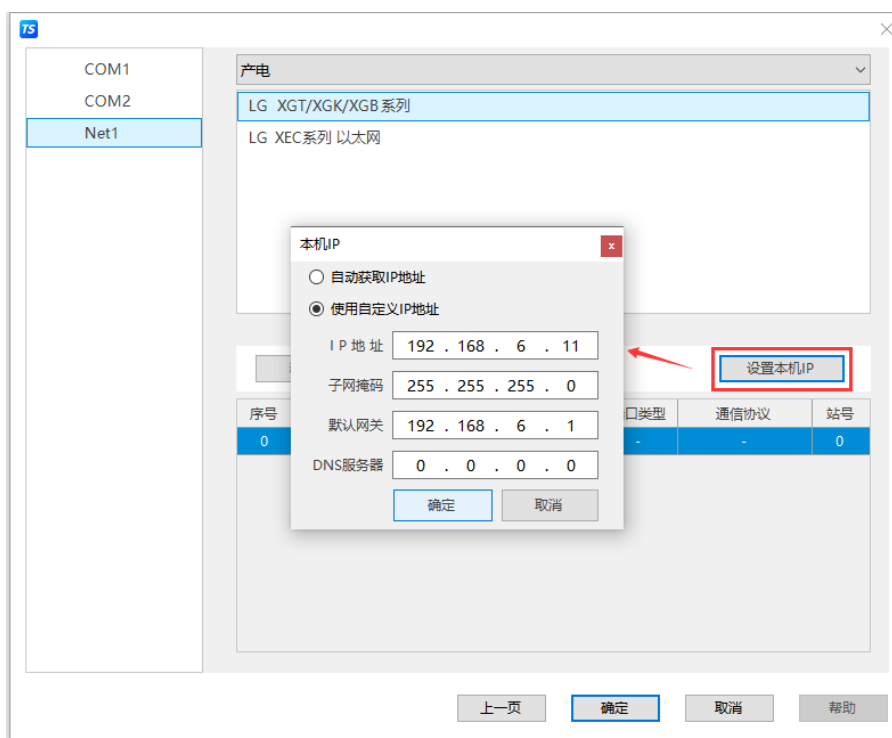 TS
COM1
COM2
Net1
产电
LG XGT/XGK/XGB系列
LG XEC系列 以太网
本机IP
x
自动获取IP地址
使用自定义IP地址
IP地址 192 . 168 . 6 . 11
子网掩码 255 . 255 . 255 . 0
默认网关 192 . 168 . 6 . 1
DNS服务器 0 . 0 . 0 . 0
确定 取消
设置本机IP
序号 口类型 通信协议 站号
0 - - 0
上一页 确定 取消 帮助